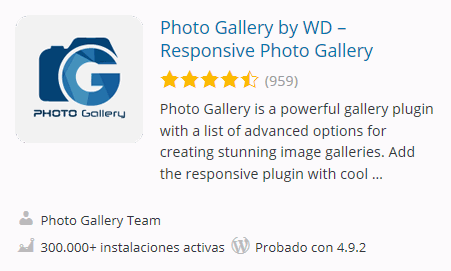 PHOTO Gallery
Photo Gallery by WD –
Responsive Photo Gallery
(959)
Photo Gallery is a powerful gallery plugin
with a list of advanced options for
creating stunning image galleries. Add
the responsive plugin with cool ...
Photo Gallery Team
300.000+ instalaciones activas
Probado con 4.9.2